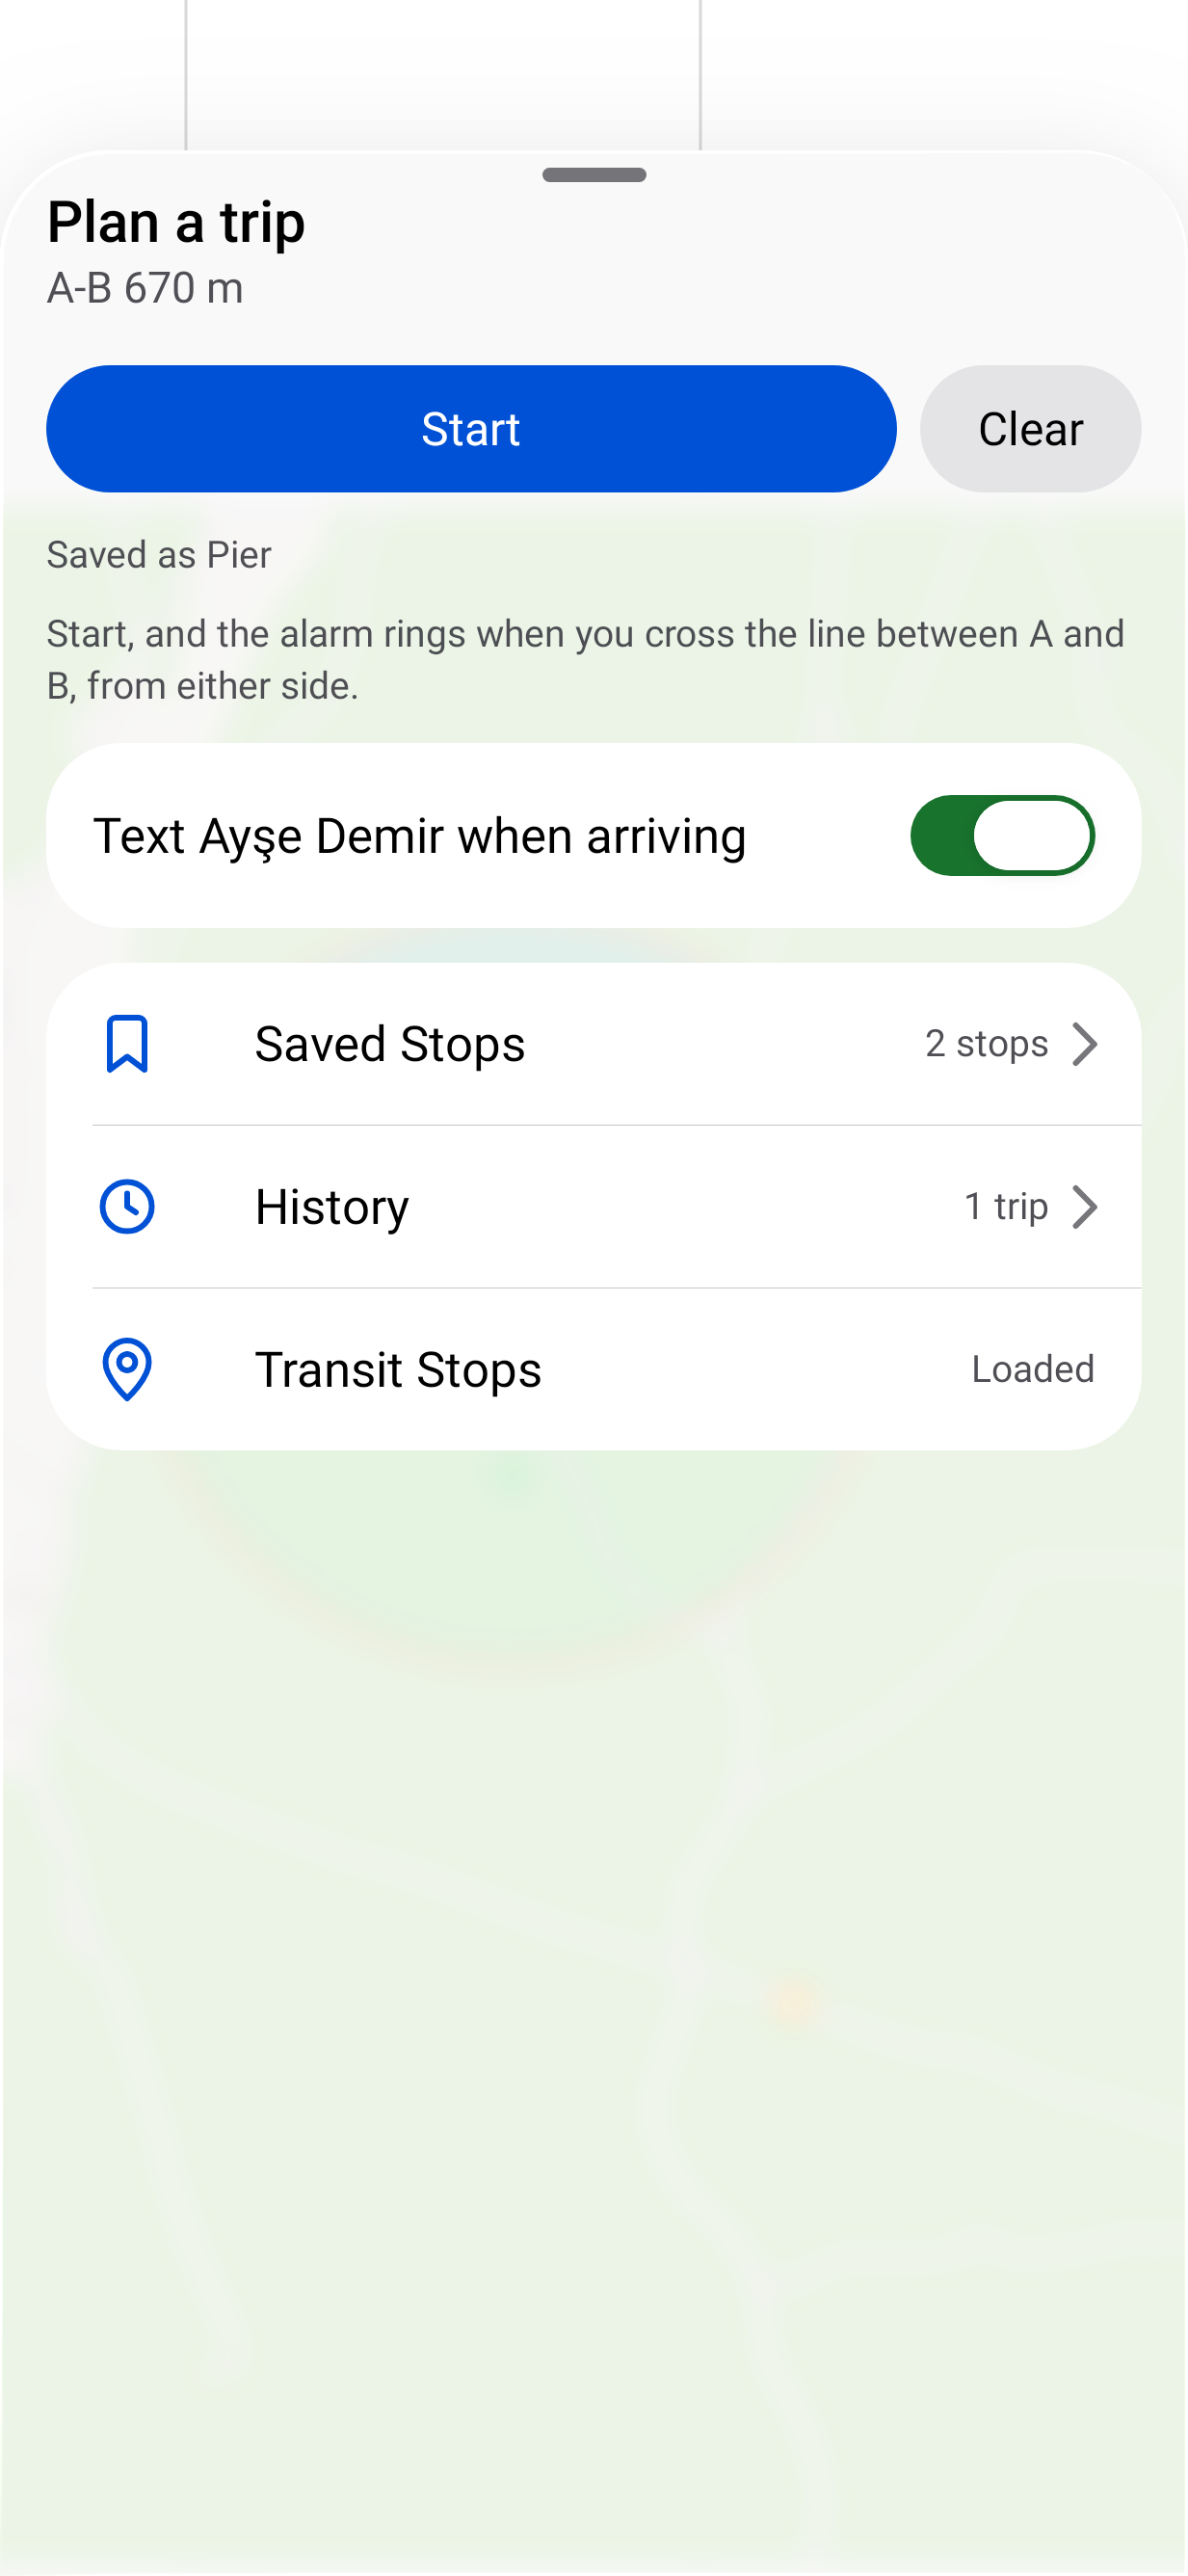 Plan a trip
A-B 670 m
Start
Clear
Saved as Pier
Start, and the alarm rings when you cross the line between A and
B, from either side.
Text Ayşe Demir when arriving
Saved Stops
2 stops
History
1 trip
Transit Stops
Loaded